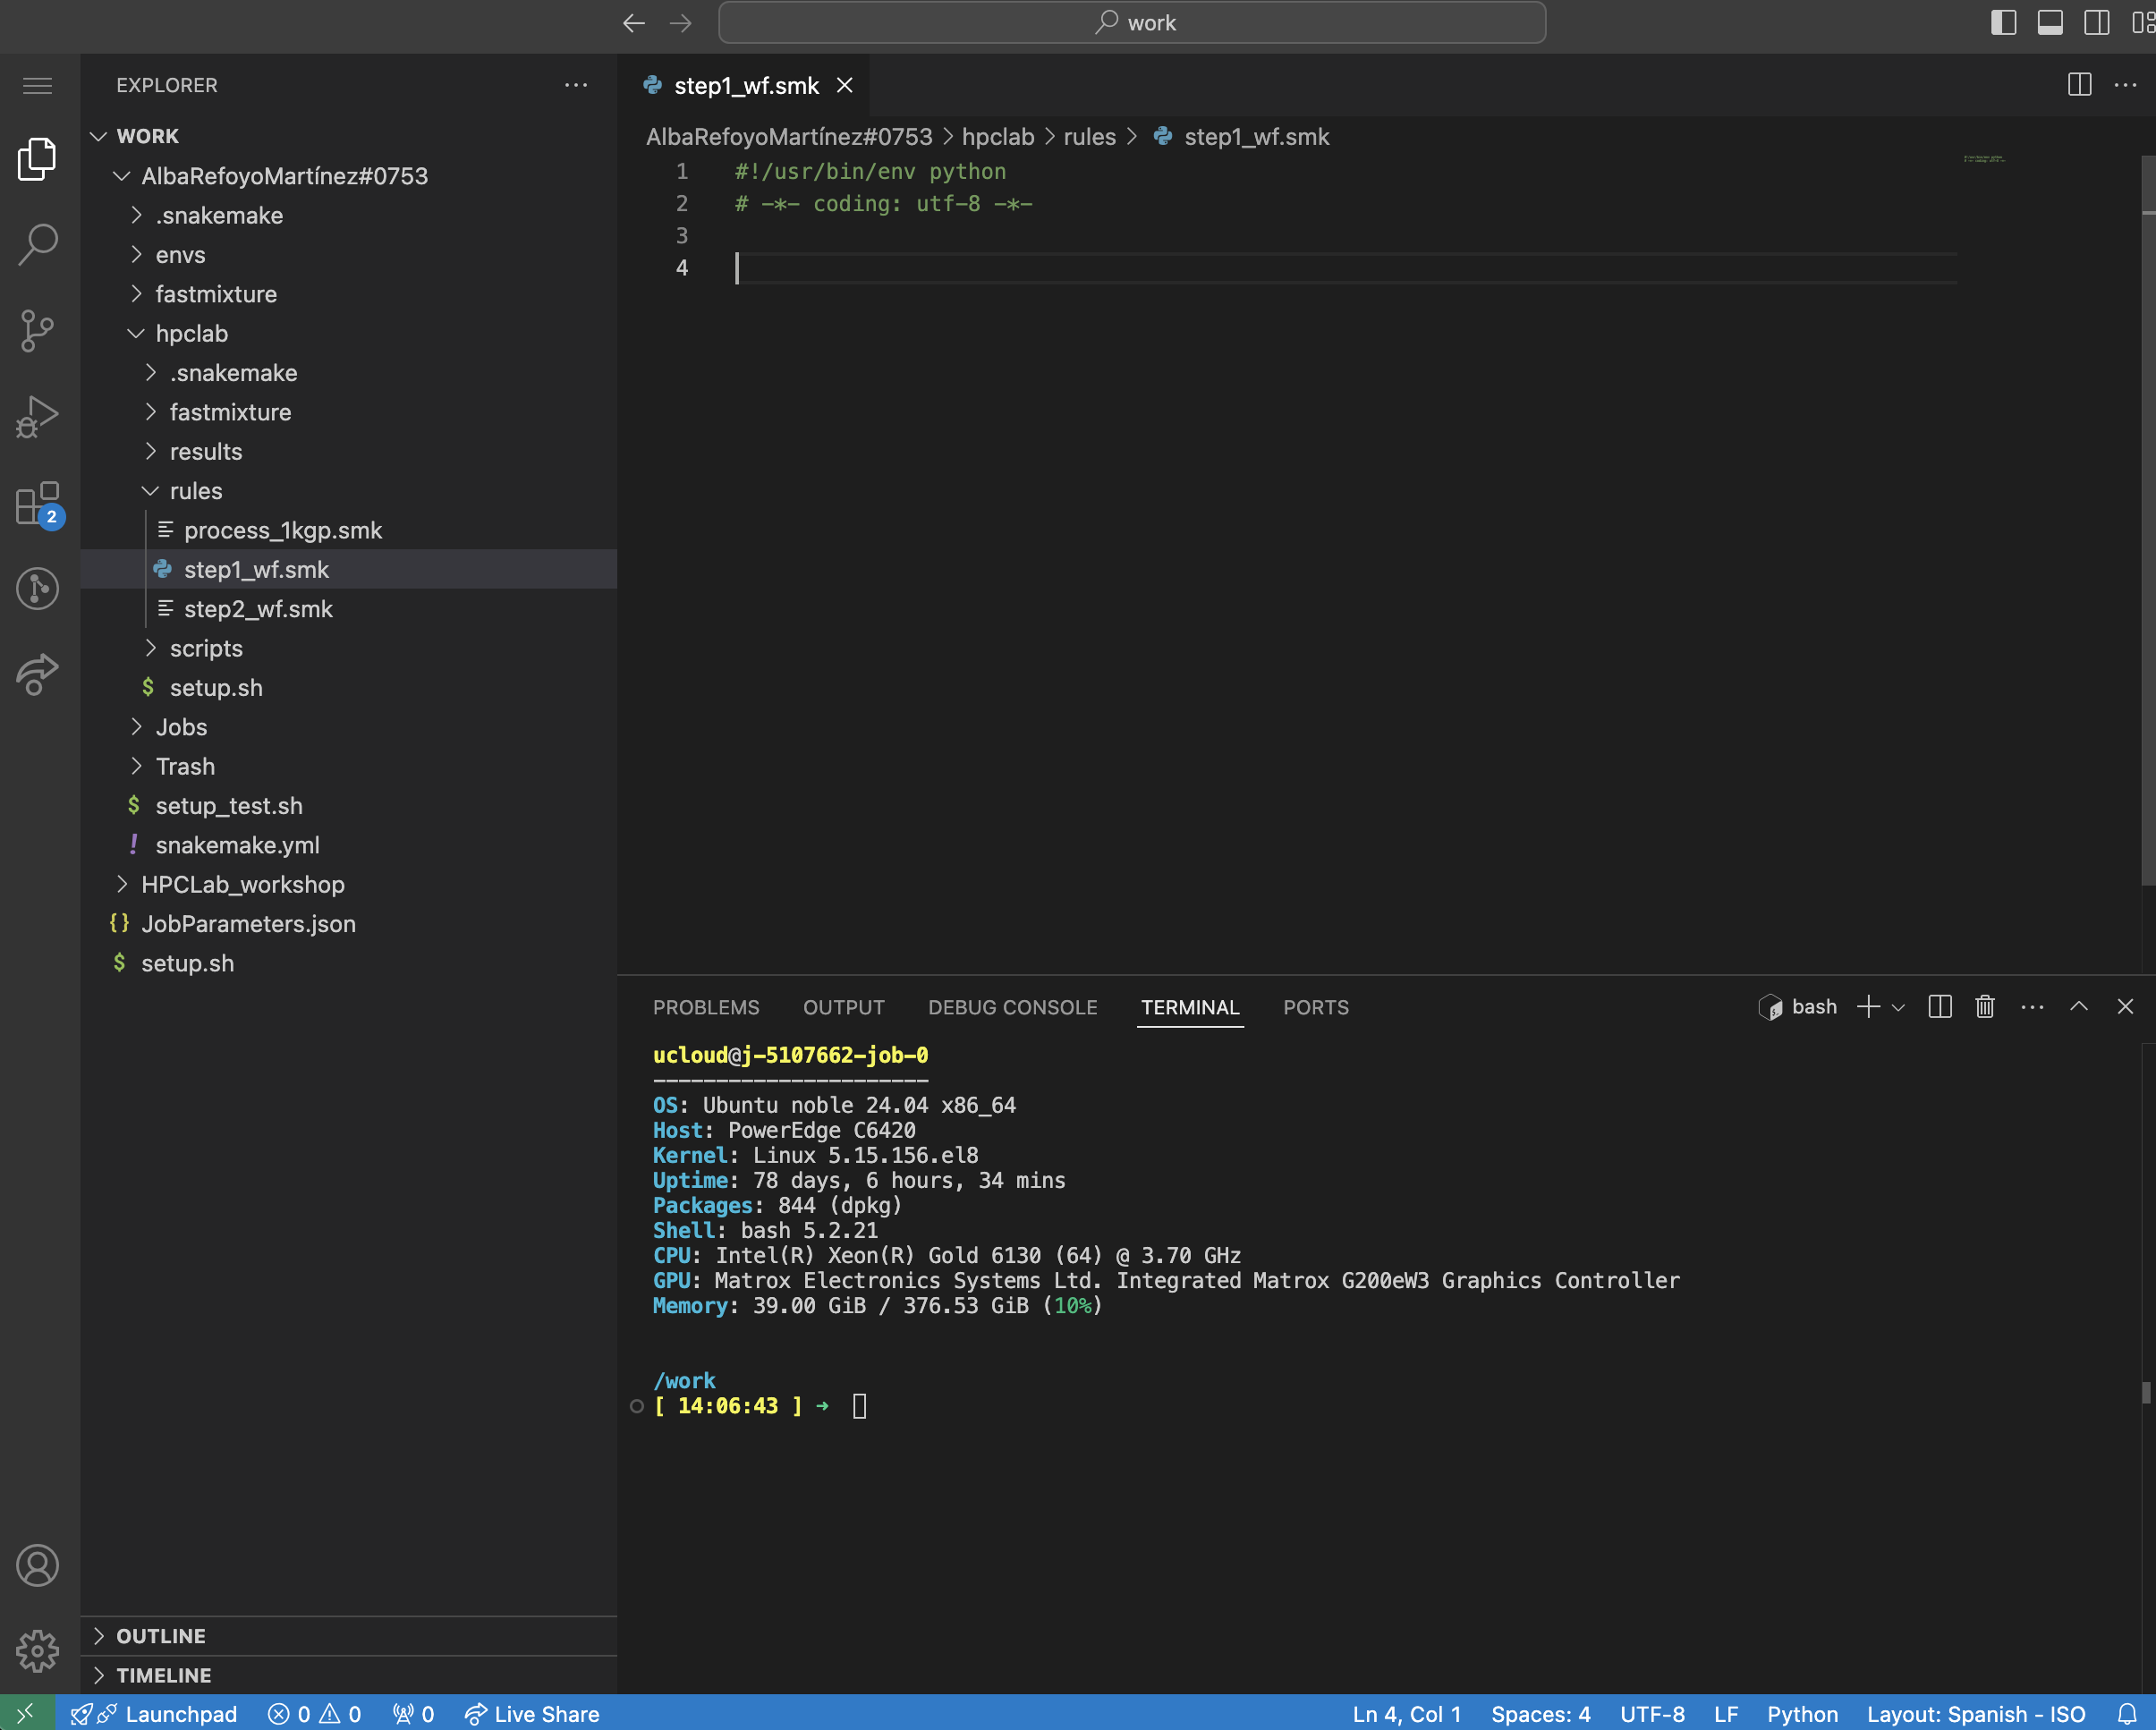 work
EXPLORER
WORK
AlbaRefoyoMartínez#0753
.snakemake
envs
fastmixture
hpclab
.snakemake
fastmixture
results
rules
process_1kgp.smk
step1_wf.smk
step2_wf.smk
scripts
$ setup.sh
Jobs
Trash
$ setup_test.sh
! snakemake.yml
HPCLab_workshop
{} JobParameters.json
$ setup.sh
OUTLINE
TIMELINE
2
step1_wf.smk
AlbaRefoyoMartínez#0753 > hpclab > rules > step1_wf.smk
1 #!/usr/bin/env python
2 # -*- coding: utf-8 -*-
3
4
PROBLEMS OUTPUT DEBUG CONSOLE TERMINAL PORTS
bash
ucloud@j-5107662-job-0
----------------------
OS: Ubuntu noble 24.04 x86_64
Host: PowerEdge C6420
Kernel: Linux 5.15.156.el8
Uptime: 78 days, 6 hours, 34 mins
Packages: 844 (dpkg)
Shell: bash 5.2.21
CPU: Intel(R) Xeon(R) Gold 6130 (64) @ 3.70 GHz
GPU: Matrox Electronics Systems Ltd. Integrated Matrox G200eW3 Graphics Controller
Memory: 39.00 GiB / 376.53 GiB (10%)
/work
[ 14:06:43 ] ➜
Launchpad 0 0 0 Live Share Ln 4, Col 1 Spaces: 4 UTF-8 LF Python Layout: Spanish - ISO